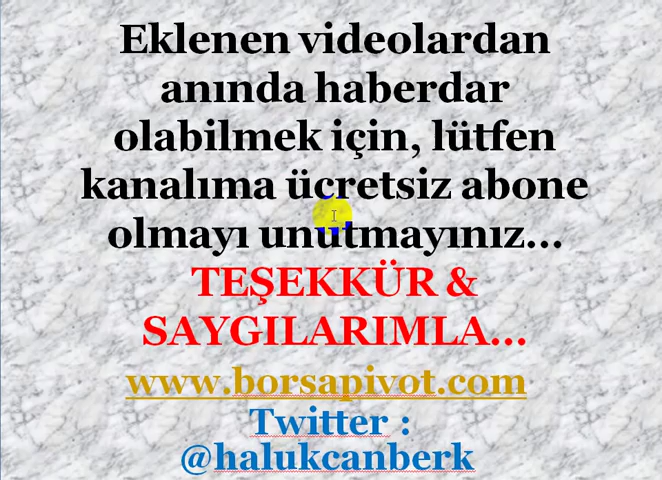 Eklenen videolardan
anında haberdar
olabilmek için, lütfen
kanalıma ücretsiz abone
olmayı unutmayınız...
TEŞEKKÜR &
SAYGILARIMLA...
www.borsapivot.com
Twitter :
@halukcanberk